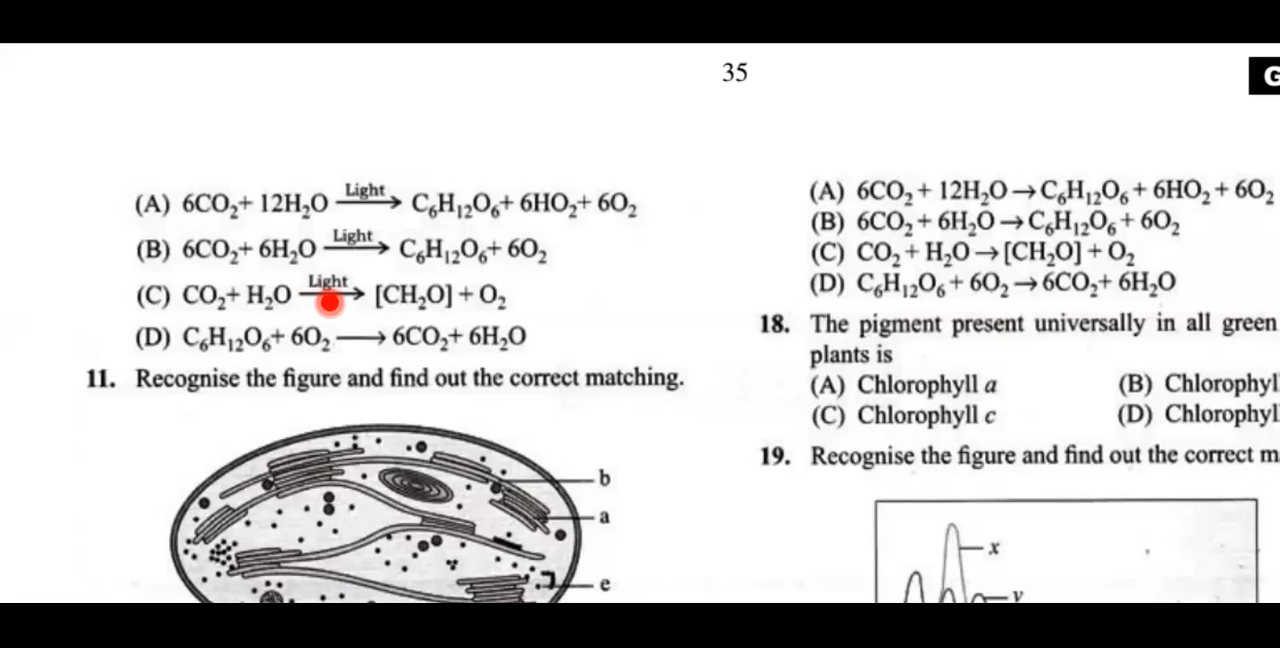 35
G
(A) 6CO₂+ 12H₂O Light→ C₆H₁₂O₆+ 6HO₂+ 6O₂
(B) 6CO₂+ 6H₂O Light→ C₆H₁₂O₆+ 6O₂
(C) CO₂+ H₂O Light→ [CH₂O] + O₂
(D) C₆H₁₂O₆+ 6O₂ → 6CO₂+ 6H₂O
11. Recognise the figure and find out the correct matching.
b
a
e
(A) 6CO₂ + 12H₂O → C₆H₁₂O₆ + 6HO₂ + 6O₂
(B) 6CO₂ + 6H₂O → C₆H₁₂O₆ + 6O₂
(C) CO₂ + H₂O → [CH₂O] + O₂
(D) C₆H₁₂O₆ + 6O₂ → 6CO₂+ 6H₂O
18. The pigment present universally in all green
plants is
(A) Chlorophyll a (B) Chlorophyl
(C) Chlorophyll c (D) Chlorophyl
19. Recognise the figure and find out the correct m
x
y